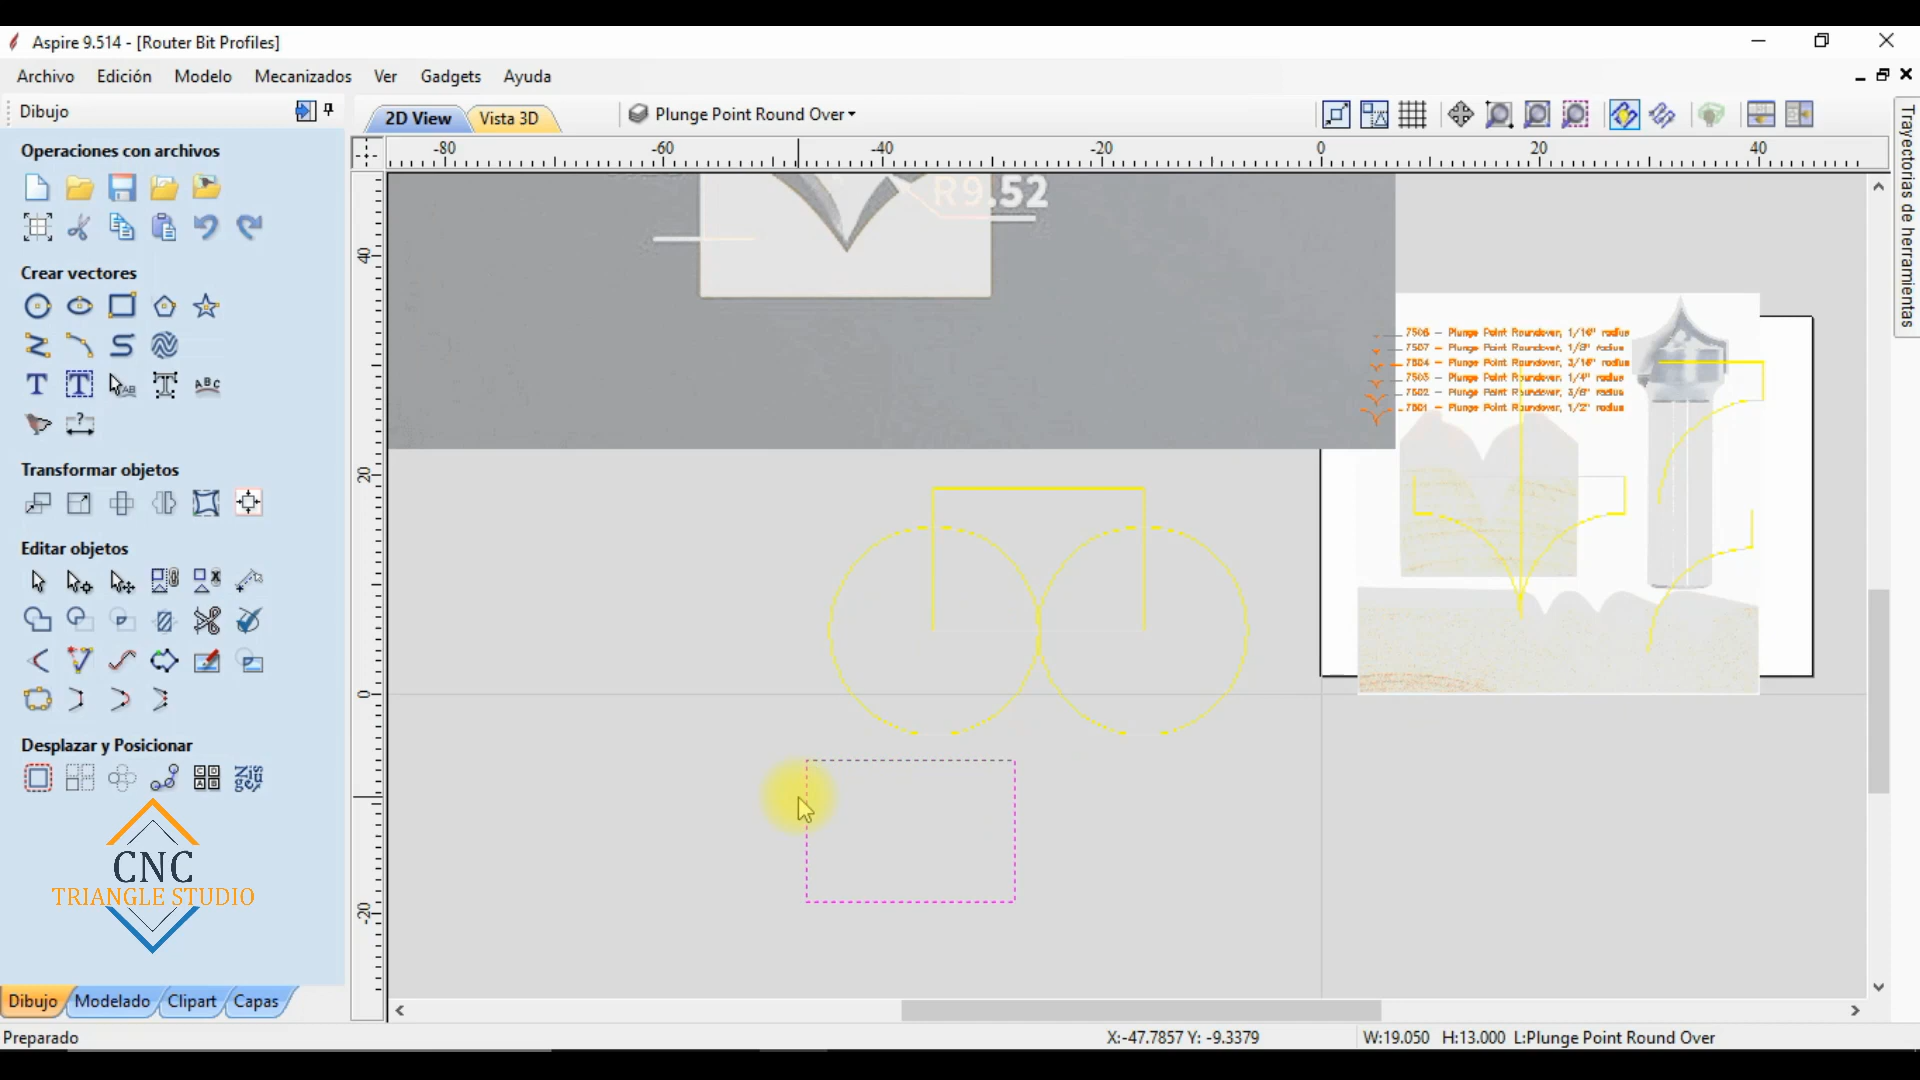 Aspire 9.514 - [Router Bit Profiles]
Archivo Edición Modelo Mecanizados Ver Gadgets Ayuda
Dibujo
2D View Vista 3D Plunge Point Round Over
Operaciones con archivos
Crear vectores
Transformar objetos
Editar objetos
Desplazar y Posicionar
CNC
TRIANGLE STUDIO
Dibujo Modelado Clipart Capas
-80 -60 -40 -20 0 20 40
40
20
0
-20
R9.52
7506 - Plunge Point Roundover, 1/16" radius
7507 - Plunge Point Roundover, 1/8" radius
7504 - Plunge Point Roundover, 3/16" radius
7503 - Plunge Point Roundover, 1/4" radius
7502 - Plunge Point Roundover, 3/8" radius
7501 - Plunge Point Roundover, 1/2" radius
Trayectorias de herramientas
Preparado
X:-47.7857 Y: -9.3379
W:19.050 H:13.000 L:Plunge Point Round Over